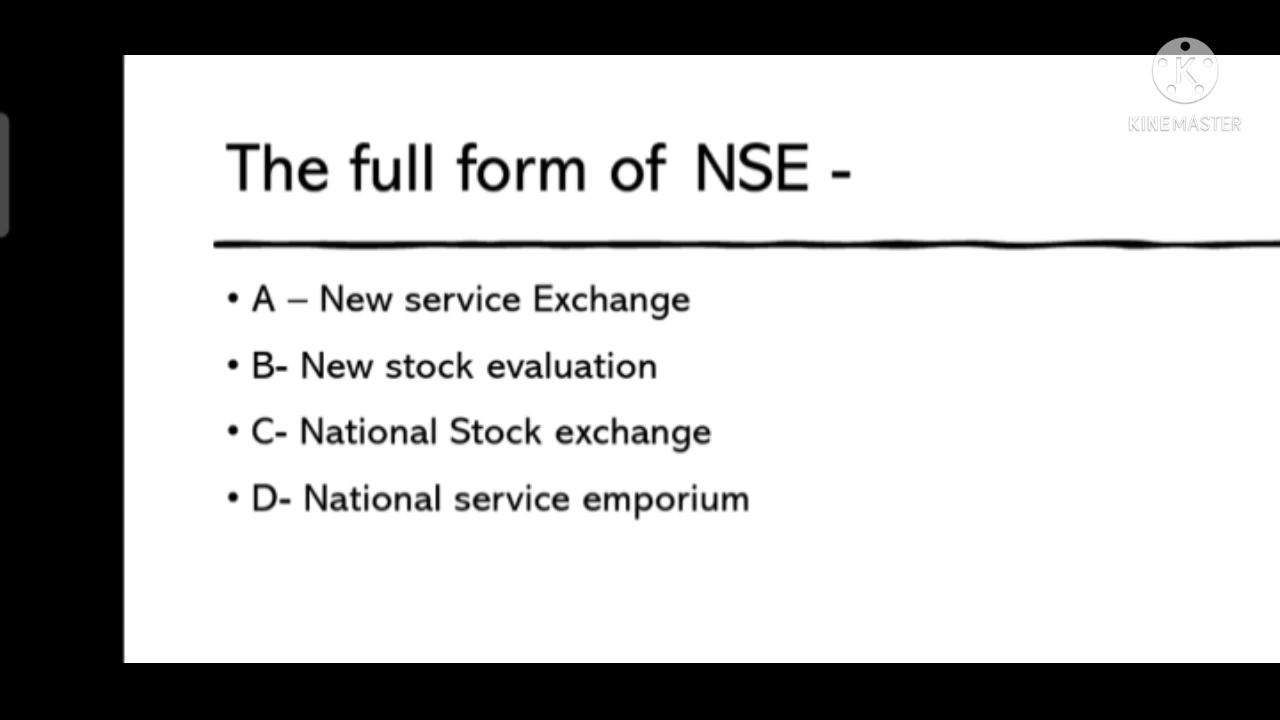 K
KINEMASTER
The full form of NSE -
• A – New service Exchange
• B- New stock evaluation
• C- National Stock exchange
• D- National service emporium